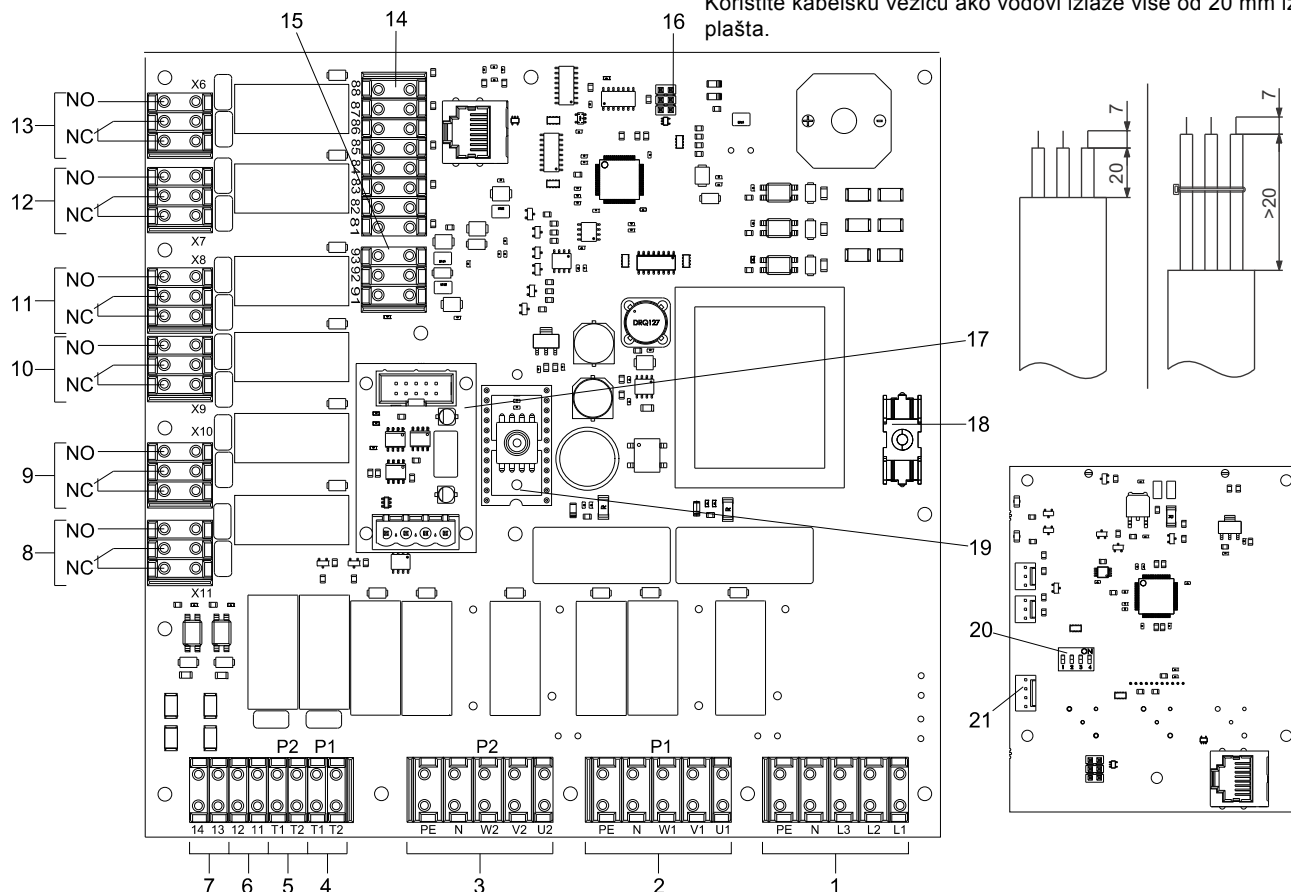 Koristite kabelsku vezicu ako vodovi izlaze više od 20 mm iz
plašta.
15
14
16
X6
NO
13
NC
NO
12
NC
X7
X8
NO
11
NC
NO
10
NC
X9
X10
NO
9
NC
NO
8
NC
X11
88
87
86
85
84
83
82
81
93
92
91
DRQ127
17
18
19
7
20
7
>20
20
ON
1 2 3 4
21
P2 P1
P2
P1
14 13 12 11 T1 T2 T1 T2
PE N W2 V2 U2
PE N W1 V1 U1
PE N L3 L2 L1
7 6 5 4
3
2
1